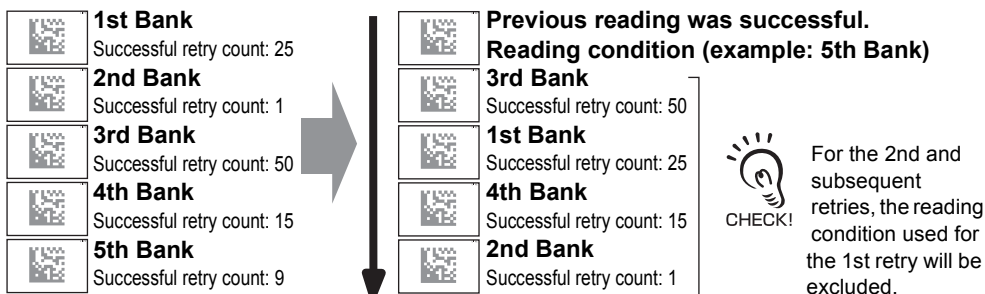 1st Bank
Successful retry count: 25
2nd Bank
Successful retry count: 1
3rd Bank
Successful retry count: 50
4th Bank
Successful retry count: 15
5th Bank
Successful retry count: 9
Previous reading was successful.
Reading condition (example: 5th Bank)
3rd Bank
Successful retry count: 50
1st Bank
Successful retry count: 25
4th Bank
Successful retry count: 15
2nd Bank
Successful retry count: 1
CHECK!
For the 2nd and
subsequent
retries, the reading
condition used for
the 1st retry will be
excluded.